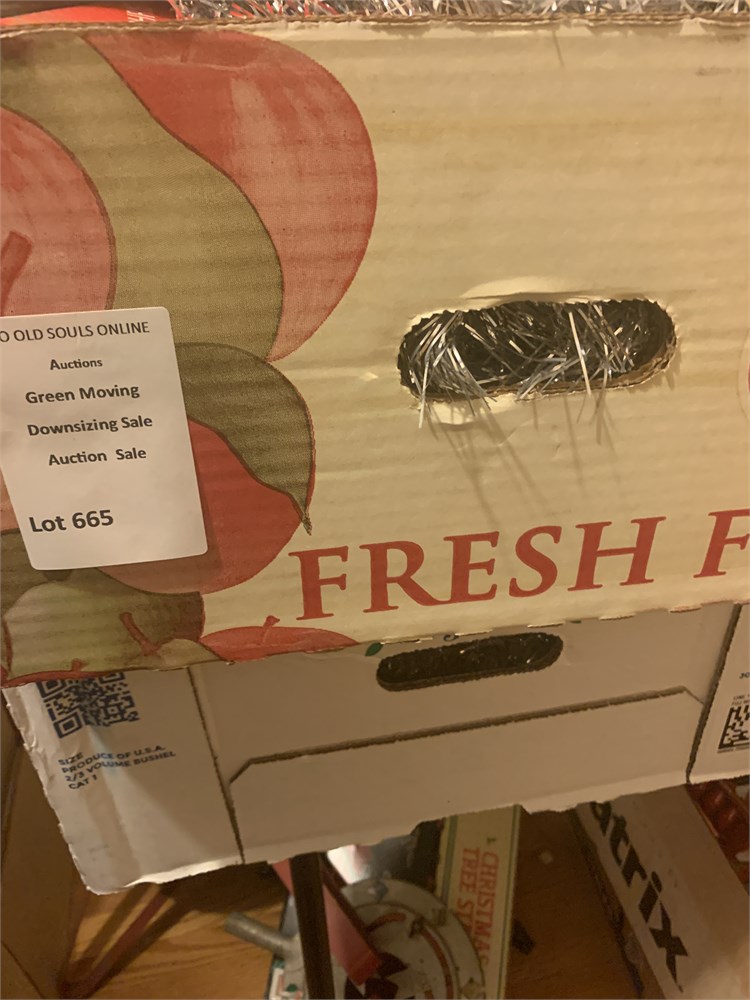 O OLD SOULS ONLINE
Auctions
Green Moving
Downsizing Sale
Auction Sale
Lot 665
FRESH F
SIZE
PRODUCE OF U.S.A.
2/3 VOLUME BUSHEL
CAT 1
CHRISTMAS
TREE ST
atrix